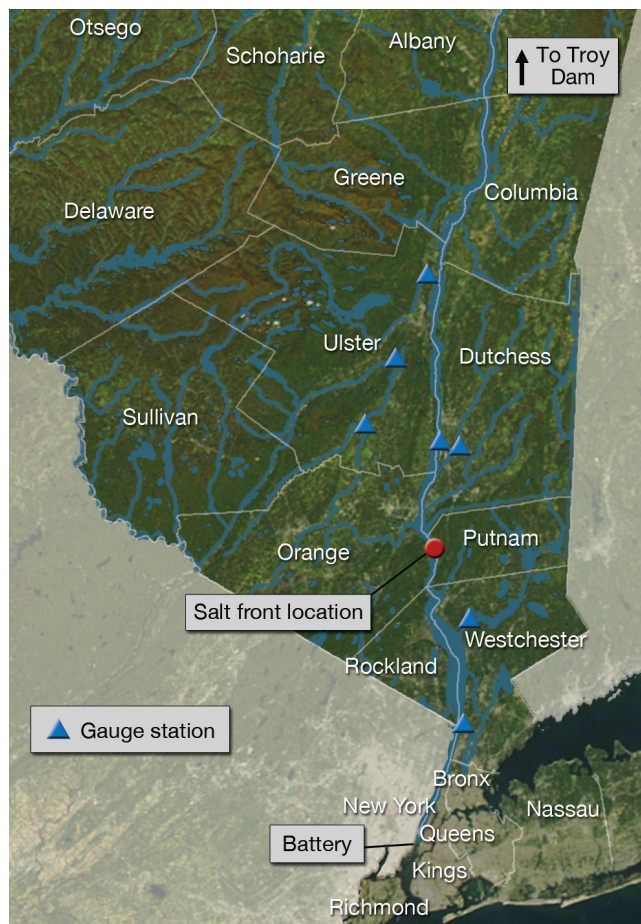 Otsego
Schoharie
Albany
To Troy
Dam
Greene
Columbia
Delaware
Ulster
Dutchess
Sullivan
Orange
Putnam
Salt front location
Westchester
Rockland
Gauge station
Bronx
New York
Nassau
Queens
Battery
Kings
Richmond